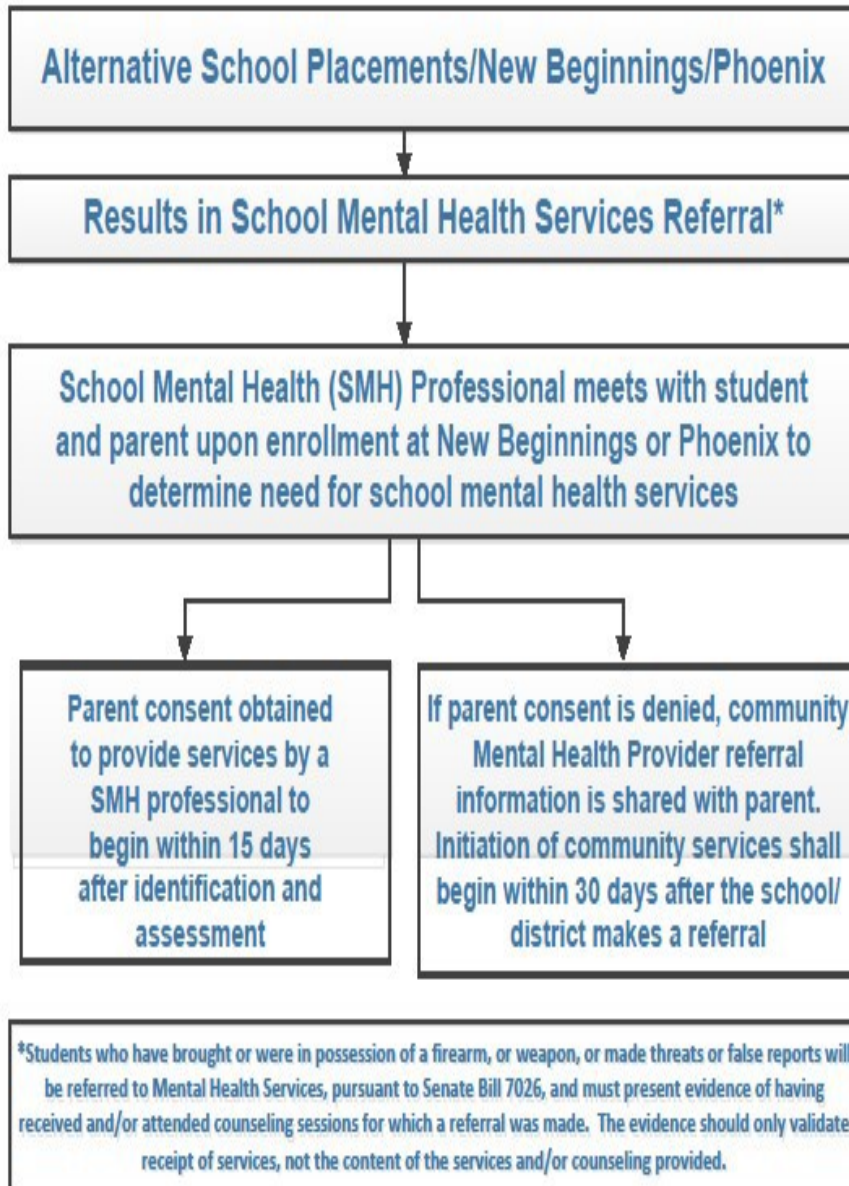 Alternative School Placements/New Beginnings/Phoenix
Results in School Mental Health Services Referral*
School Mental Health (SMH) Professional meets with student
and parent upon enrollment at New Beginnings or Phoenix to
determine need for school mental health services
Parent consent obtained
to provide services by a
SMH professional to
begin within 15 days
after identification and
assessment
If parent consent is denied, community
Mental Health Provider referral
information is shared with parent.
Initiation of community services shall
begin within 30 days after the school/
district makes a referral
*Students who have brought or were in possession of a firearm, or weapon, or made threats or false reports will
be referred to Mental Health Services, pursuant to Senate Bill 7026, and must present evidence of having
received and/or attended counseling sessions for which a referral was made. The evidence should only validate
receipt of services, not the content of the services and/or counseling provided.